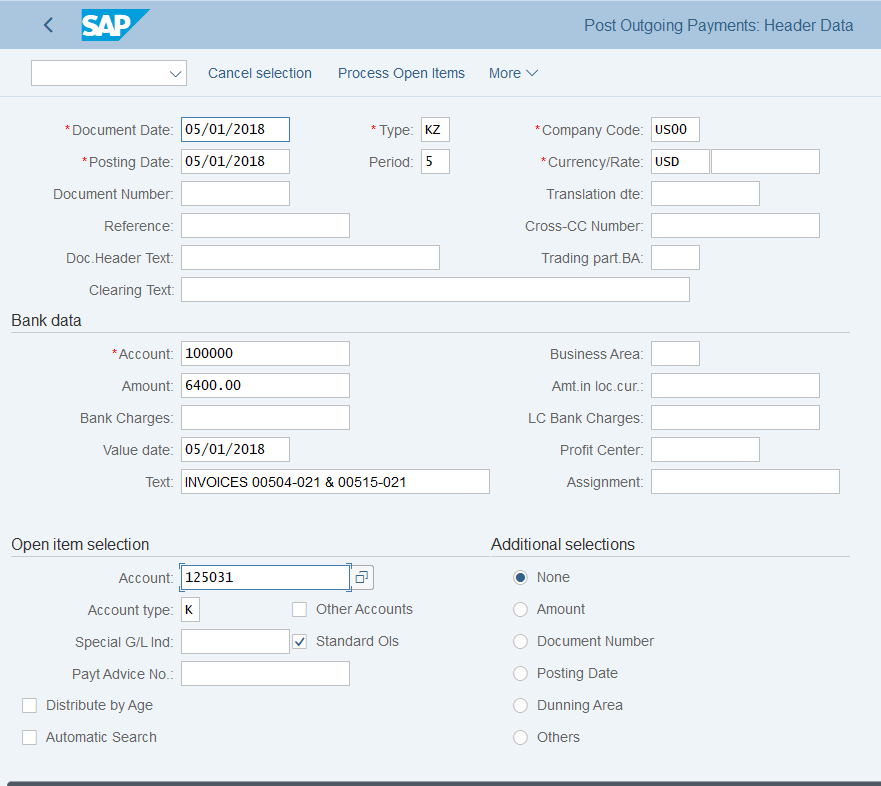 SAP Post Outgoing Payments: Header Data
Cancel selection Process Open Items More
*Document Date: 05/01/2018 *Type: KZ *Company Code: US00
*Posting Date: 05/01/2018 Period: 5 *Currency/Rate: USD
Document Number: Translation dte:
Reference: Cross-CC Number:
Doc.Header Text: Trading part.BA:
Clearing Text:
Bank data
*Account: 100000 Business Area:
Amount: 6400.00 Amt.in loc.cur.:
Bank Charges: LC Bank Charges:
Value date: 05/01/2018 Profit Center:
Text: INVOICES 00504-021 & 00515-021 Assignment:
Open item selection Additional selections
Account: 125031 None
Account type: K Other Accounts Amount
Special G/L Ind: Standard OIs Document Number
Payt Advice No.: Posting Date
Distribute by Age Dunning Area
Automatic Search Others